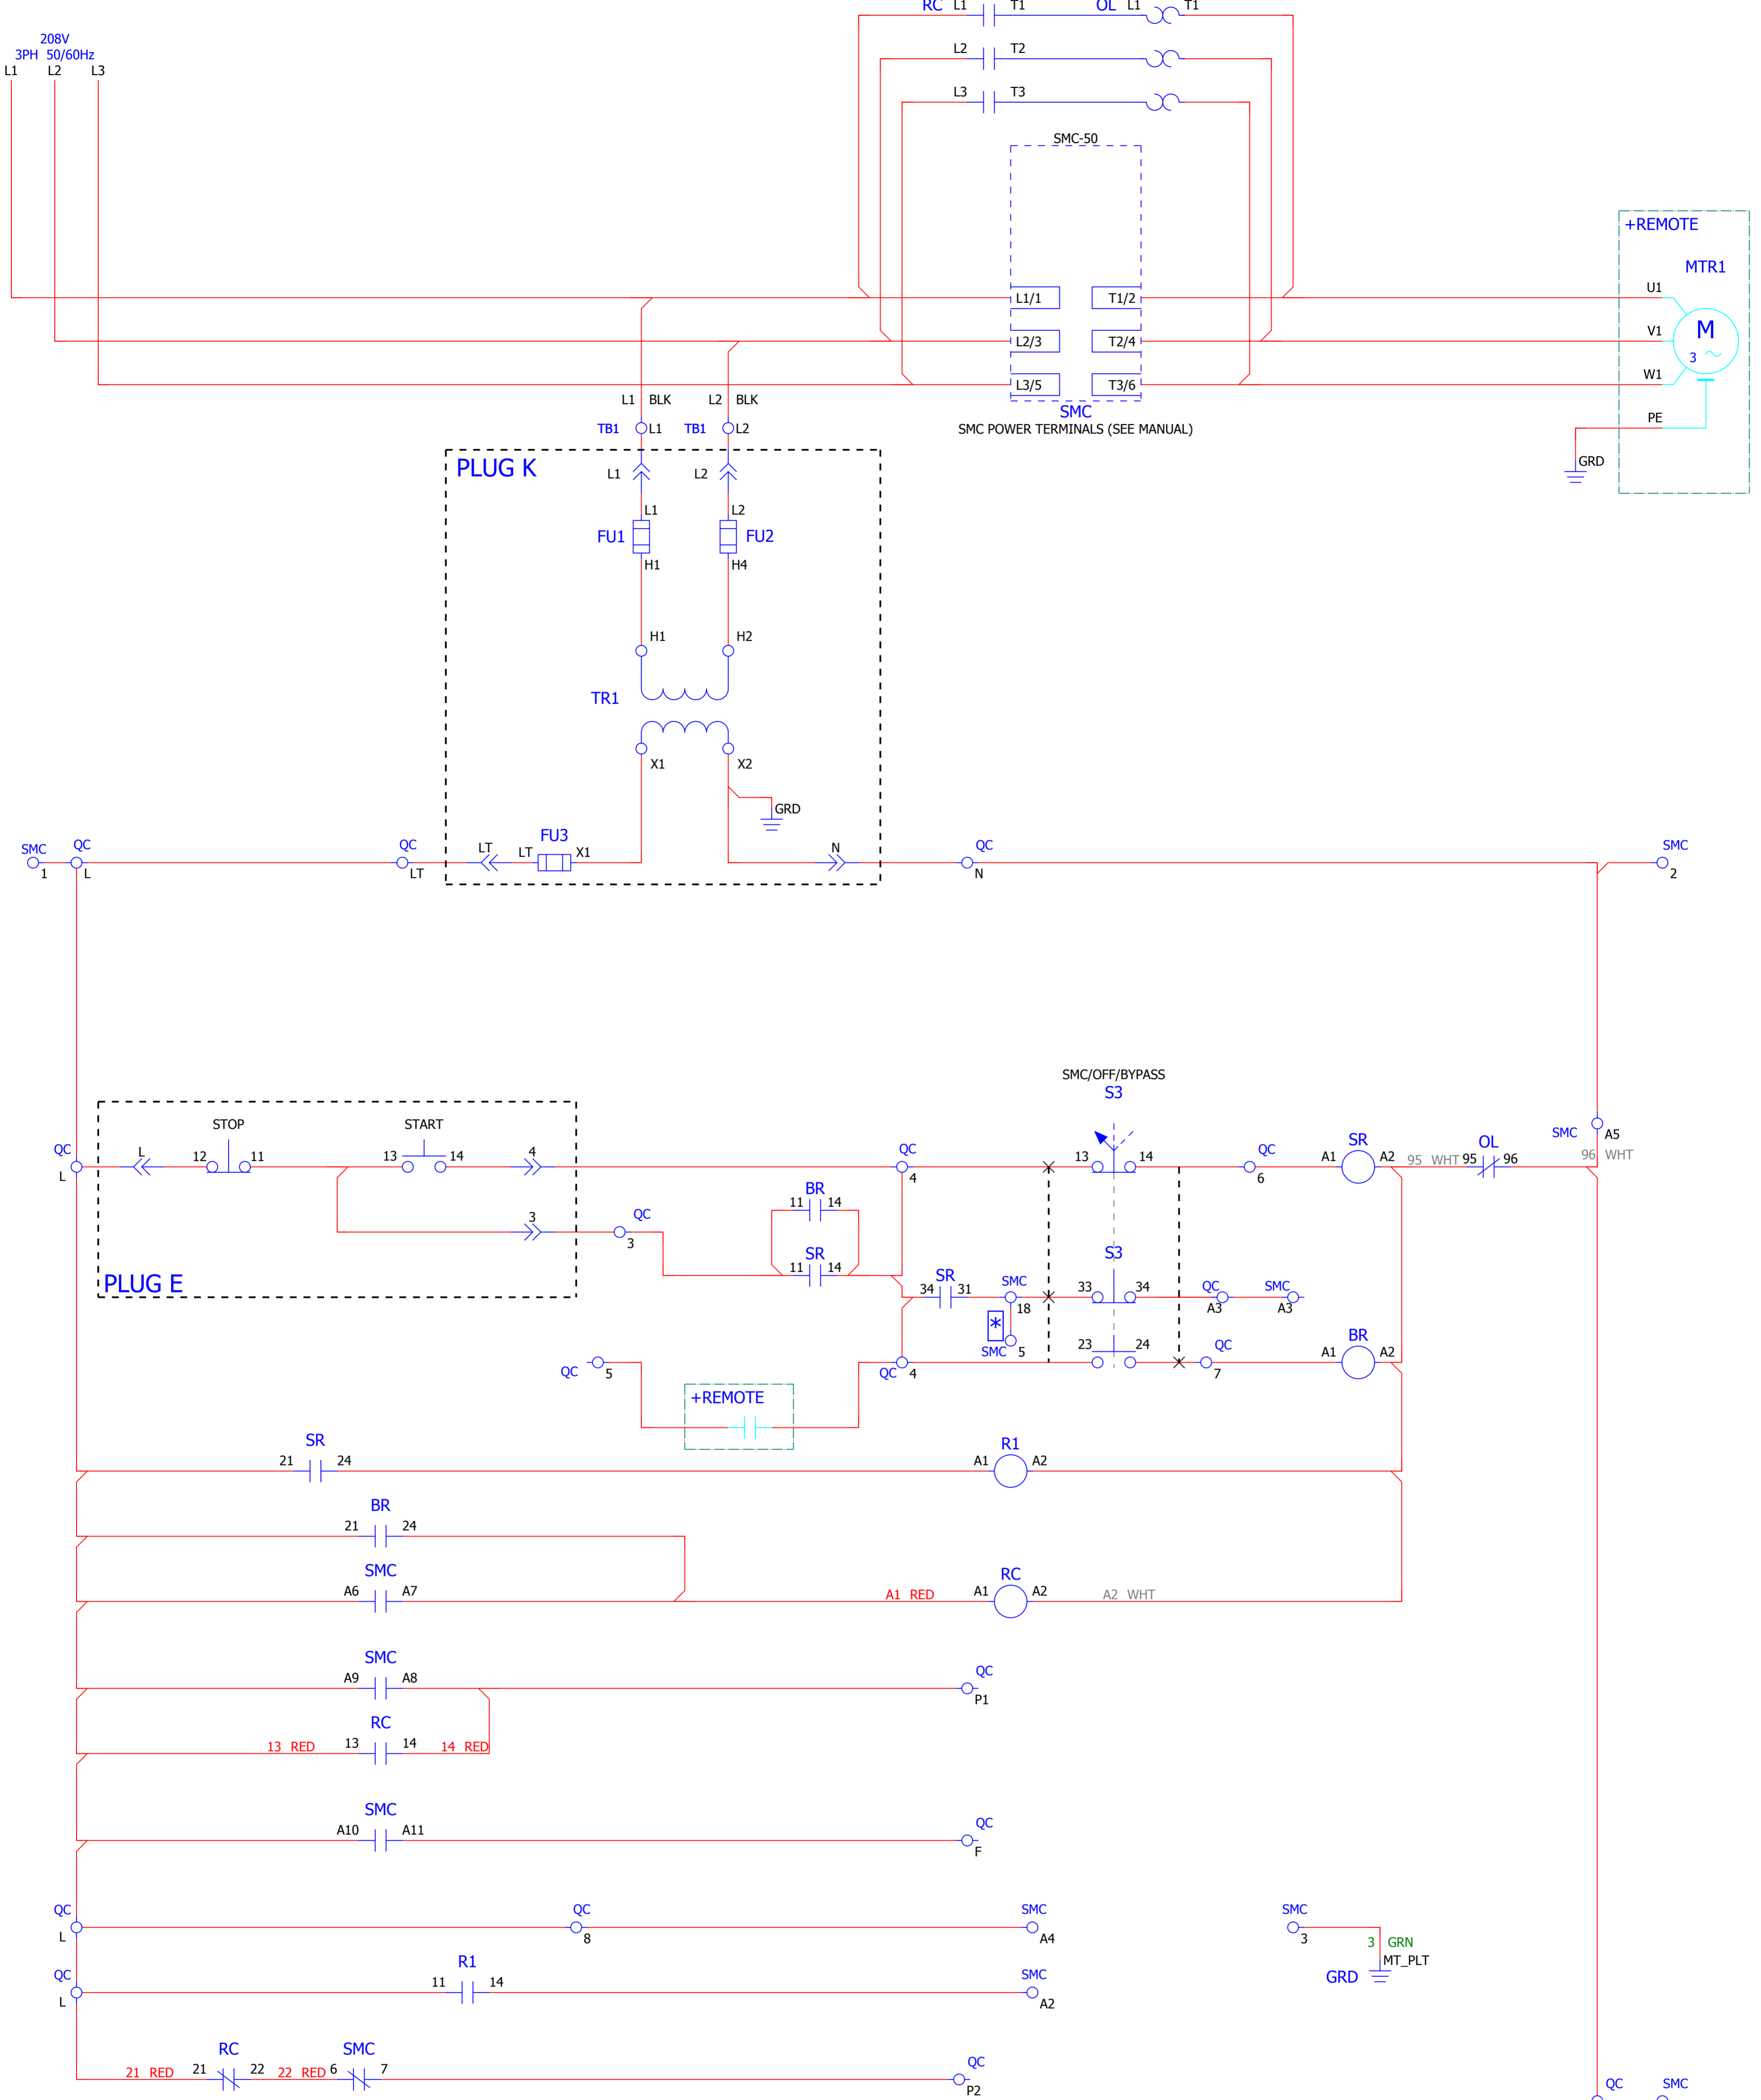 RC L1 T1 OL L1 T1
208V
3PH 50/60Hz
L1 L2 L3
L2 T2
L3 T3
SMC-50
+REMOTE
MTR1
U1
L1/1 T1/2
M
3
V1
L2/3 T2/4
W1
L3/5 T3/6
L1 BLK L2 BLK
SMC
SMC POWER TERMINALS (SEE MANUAL)
PE
TB1 L1 TB1 L2
GRD
PLUG K
L1 L2
L1 L2
FU1 FU2
H1 H4
H1 H2
TR1
X1 X2
GRD
SMC QC QC FU3 N QC SMC
LT LT X1
1 L LT N 2
SMC/OFF/BYPASS
S3
STOP START
SMC A5
QC L 12 11 13 14 4 QC 13 14 QC SR OL
A1 A2 95 WHT 95 96 96 WHT
L 4 6
BR
11 14
3 QC
3
SR
11 14
S3
PLUG E
SR
34 31 SMC 33 34 QC SMC
18 A3 A3
*
SMC 5
23 24 QC BR
A1 A2
QC 5 QC 4 7
+REMOTE
SR R1
21 24 A1 A2
BR
21 24
SMC RC
A6 A7 A1 RED A1 A2 A2 WHT
SMC QC
A9 A8 P1
RC
13 RED 13 14 14 RED
SMC QC
A10 A11 F
QC QC SMC SMC
L 8 A4 3
3 GRN
MT_PLT
GRD
QC R1 SMC
L 11 14 A2
RC SMC QC
21 RED 21 22 22 RED 6 7 P2
QC SMC